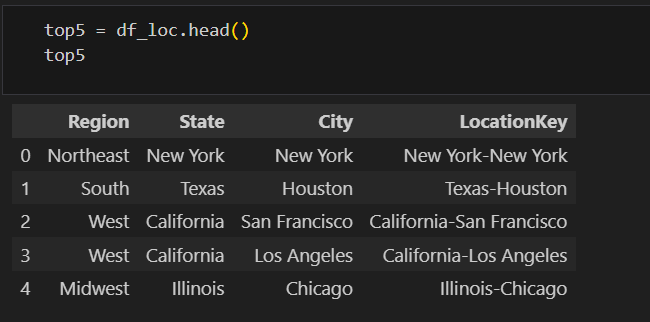 top5 = df_loc.head()
top5
Region State City LocationKey
0 Northeast New York New York New York-New York
1 South Texas Houston Texas-Houston
2 West California San Francisco California-San Francisco
3 West California Los Angeles California-Los Angeles
4 Midwest Illinois Chicago Illinois-Chicago